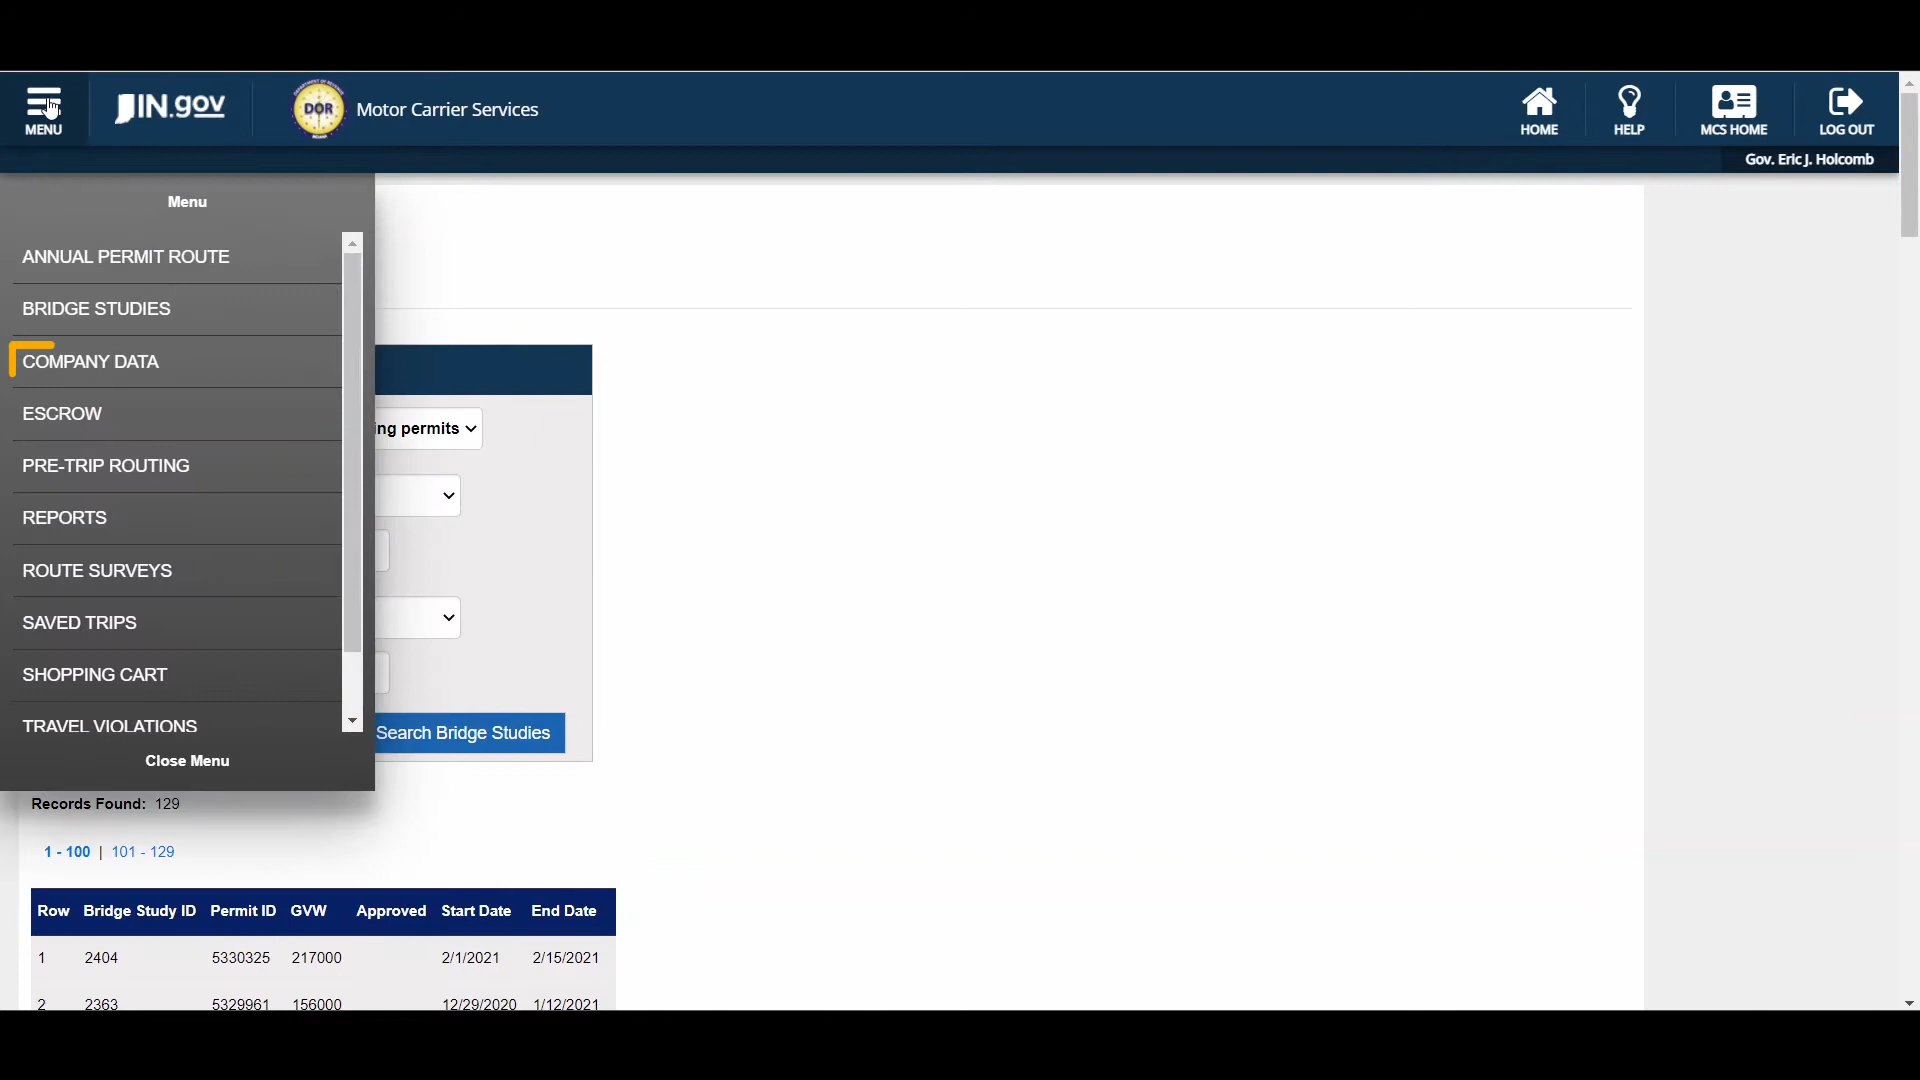 MENU
IN.gov
DOR
Motor Carrier Services
HOME
HELP
MCS HOME
LOG OUT
Gov. Eric J. Holcomb
Menu
ANNUAL PERMIT ROUTE
BRIDGE STUDIES
COMPANY DATA
ESCROW
PRE-TRIP ROUTING
REPORTS
ROUTE SURVEYS
SAVED TRIPS
SHOPPING CART
TRAVEL VIOLATIONS
Close Menu
ing permits
Search Bridge Studies
Records Found: 129
1 - 100 | 101 - 129
Row Bridge Study ID Permit ID GVW Approved Start Date End Date
1 2404 5330325 217000 2/1/2021 2/15/2021
2 2363 5329961 156000 12/29/2020 1/12/2021